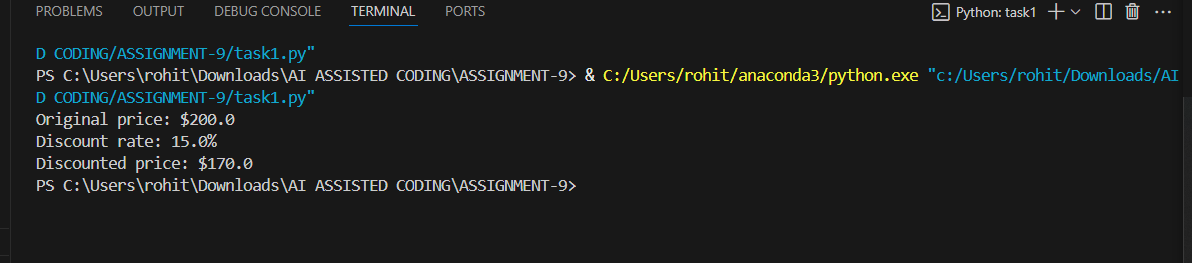 PROBLEMS OUTPUT DEBUG CONSOLE TERMINAL PORTS Python: task1
D CODING/ASSIGNMENT-9/task1.py"
PS C:\Users\rohit\Downloads\AI ASSISTED CODING\ASSIGNMENT-9> & C:/Users/rohit/anaconda3/python.exe "c:/Users/rohit/Downloads/AI
D CODING/ASSIGNMENT-9/task1.py"
Original price: $200.0
Discount rate: 15.0%
Discounted price: $170.0
PS C:\Users\rohit\Downloads\AI ASSISTED CODING\ASSIGNMENT-9>